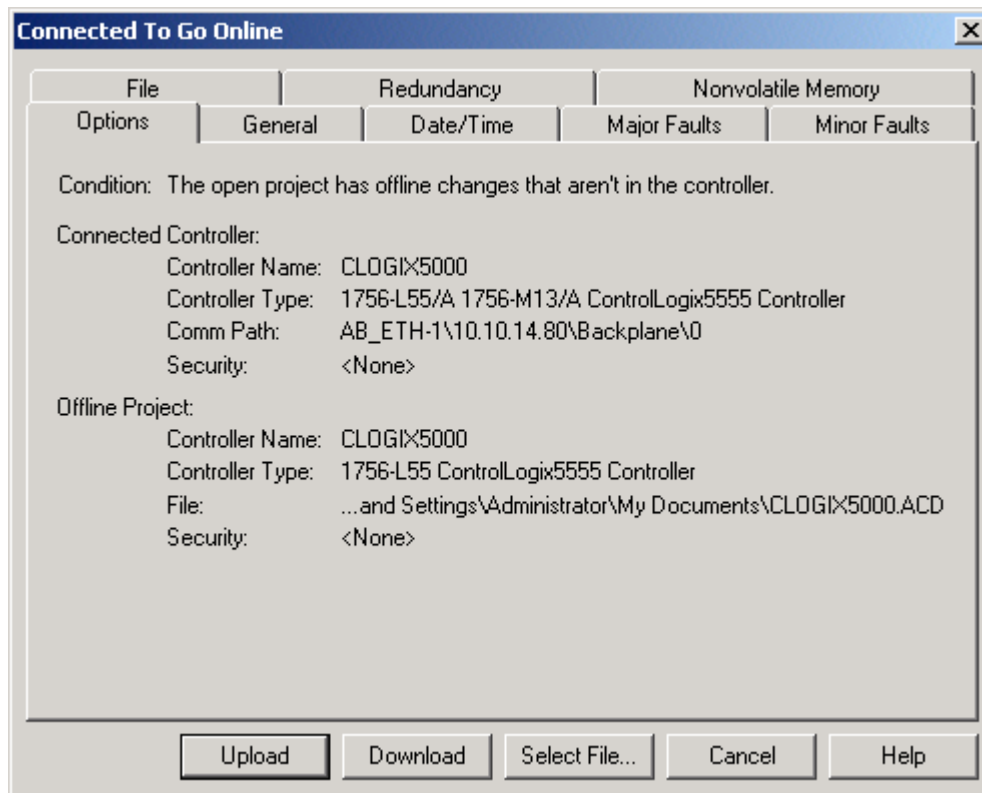 Connected To Go Online
File Redundancy Nonvolatile Memory
Options General Date/Time Major Faults Minor Faults
Condition: The open project has offline changes that aren't in the controller.
Connected Controller:
Controller Name: CLOGIX5000
Controller Type: 1756-L55/A 1756-M13/A ControlLogix5555 Controller
Comm Path: AB_ETH-1\10.10.14.80\Backplane\0
Security: <None>
Offline Project:
Controller Name: CLOGIX5000
Controller Type: 1756-L55 ControlLogix5555 Controller
File: ...and Settings\Administrator\My Documents\CLOGIX5000.ACD
Security: <None>
Upload Download Select File... Cancel Help